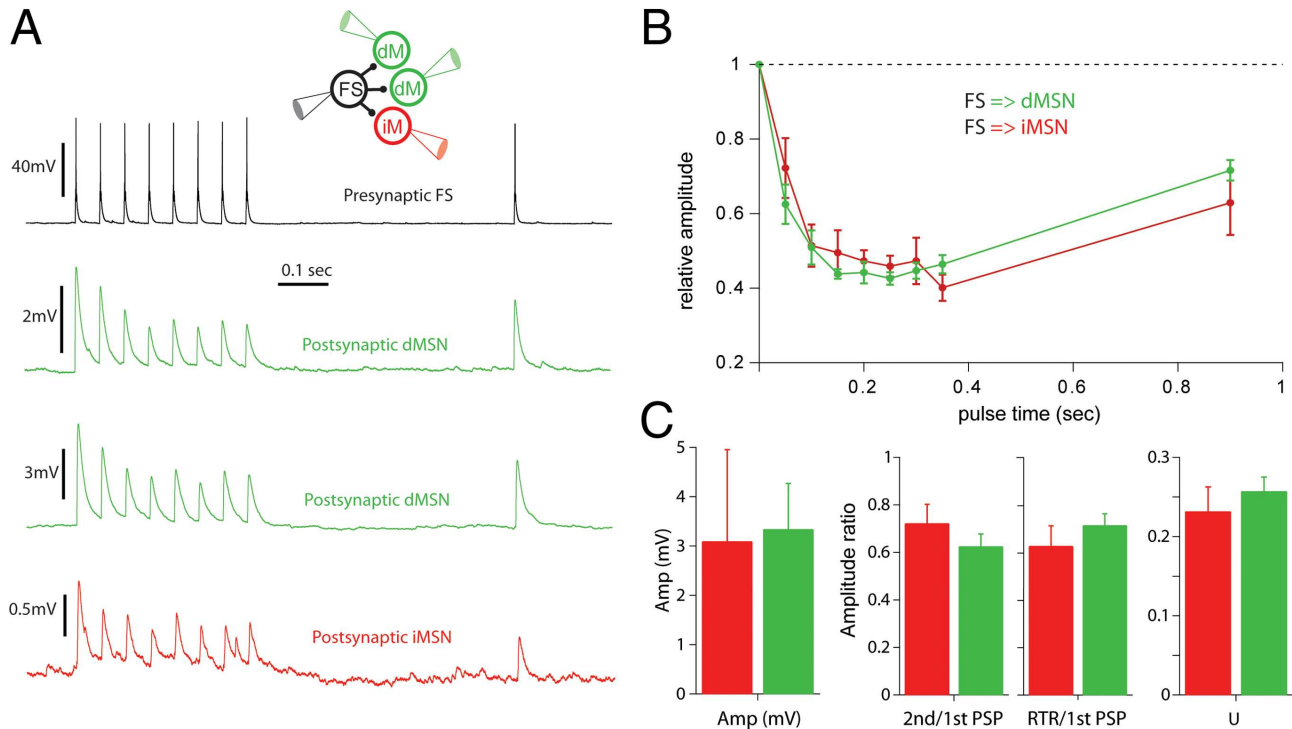 A
dM
dM
FS
iM
40mV
Presynaptic FS
0.1 sec
2mV
Postsynaptic dMSN
3mV
Postsynaptic dMSN
0.5mV
Postsynaptic iMSN
B
1
FS => dMSN
FS => iMSN
0.8
0.6
0.4
0.2
relative amplitude
0.2
0.4
0.6
0.8
1
pulse time (sec)
C
5
4
3
2
1
0
Amp (mV)
Amp (mV)
1
0.8
0.6
0.4
0.2
0
Amplitude ratio
2nd/1st PSP
RTR/1st PSP
0.3
0.2
0.1
0
U